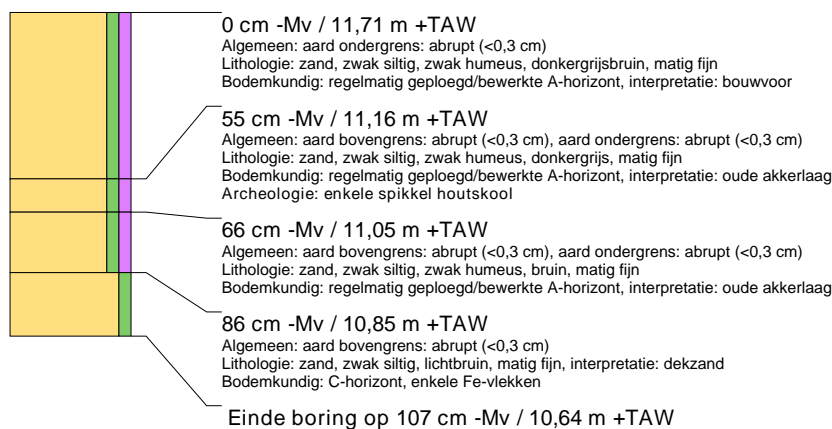 0 cm -Mv / 11,71 m +TAW
Algemeen: aard ondergrens: abrupt (<0,3 cm)
Lithologie: zand, zwak siltig, zwak humeus, donkergrijsbruin, matig fijn
Bodemkundig: regelmatig geploegd/bewerkte A-horizont, interpretatie: bouwvoor
55 cm -Mv / 11,16 m +TAW
Algemeen: aard bovengrens: abrupt (<0,3 cm), aard ondergrens: abrupt (<0,3 cm)
Lithologie: zand, zwak siltig, zwak humeus, donkergrijs, matig fijn
Bodemkundig: regelmatig geploegd/bewerkte A-horizont, interpretatie: oude akkerlaag
Archeologie: enkele spikkel houtskool
66 cm -Mv / 11,05 m +TAW
Algemeen: aard bovengrens: abrupt (<0,3 cm), aard ondergrens: abrupt (<0,3 cm)
Lithologie: zand, zwak siltig, zwak humeus, bruin, matig fijn
Bodemkundig: regelmatig geploegd/bewerkte A-horizont, interpretatie: oude akkerlaag
86 cm -Mv / 10,85 m +TAW
Algemeen: aard bovengrens: abrupt (<0,3 cm)
Lithologie: zand, zwak siltig, lichtbruin, matig fijn, interpretatie: dekzand
Bodemkundig: C-horizont, enkele Fe-vlekken
Einde boring op 107 cm -Mv / 10,64 m +TAW